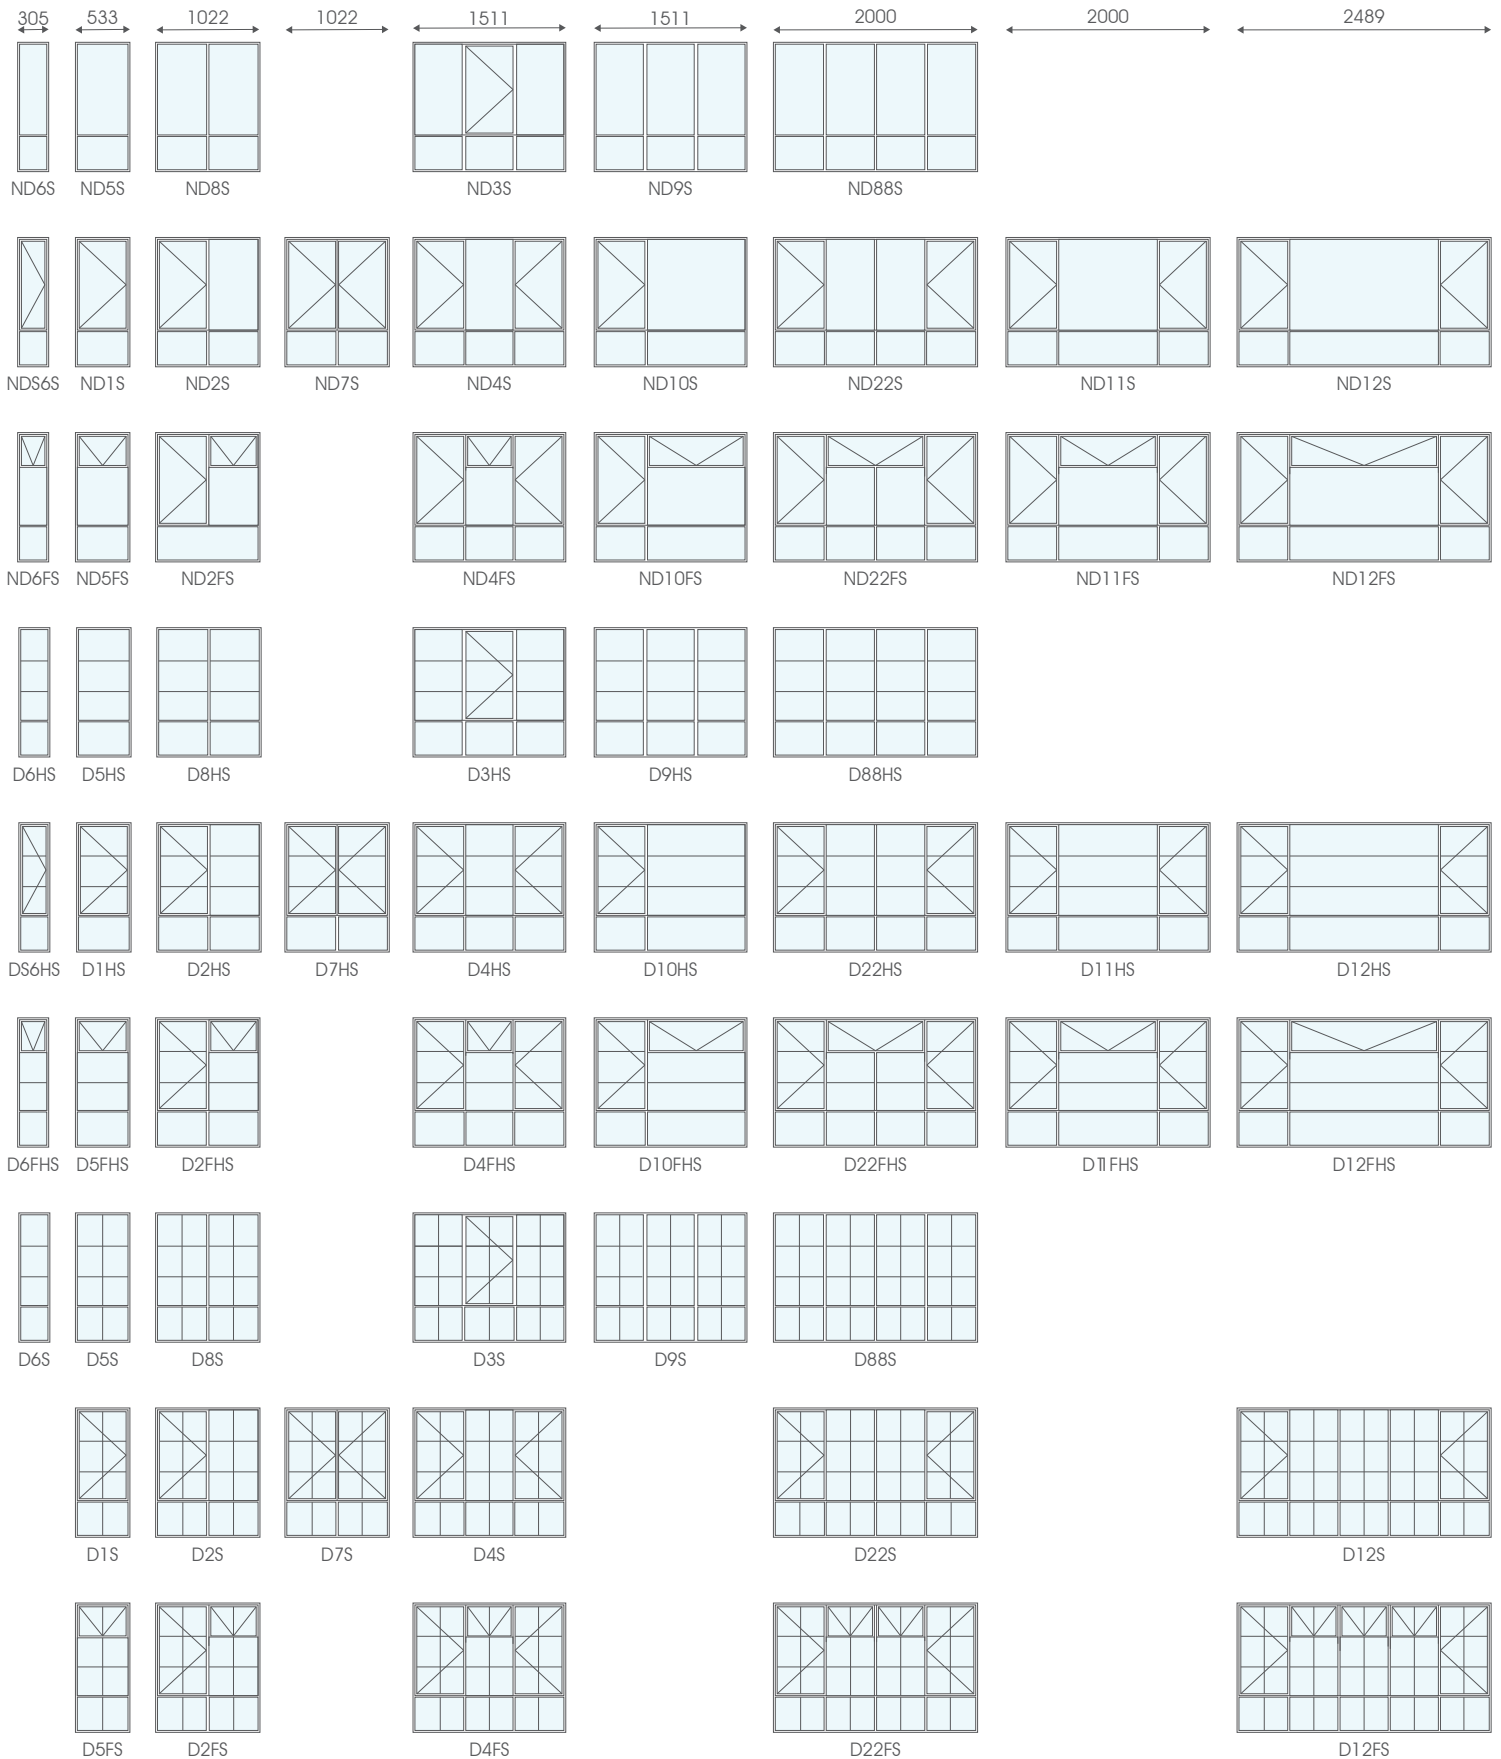 305 533 1022 1022 1511 1511 2000 2000 2489
ND6S ND5S ND8S ND3S ND9S ND88S
NDS6S ND1S ND2S ND7S ND4S ND10S ND22S ND11S ND12S
ND6FS ND5FS ND2FS ND4FS ND10FS ND22FS ND11FS ND12FS
D6HS D5HS D8HS D3HS D9HS D88HS
DS6HS D1HS D2HS D7HS D4HS D10HS D22HS D11HS D12HS
D6FHS D5FHS D2FHS D4FHS D10FHS D22FHS D11FHS D12FHS
D6S D5S D8S D3S D9S D88S
D1S D2S D7S D4S D22S D12S
D5FS D2FS D4FS D22FS D12FS